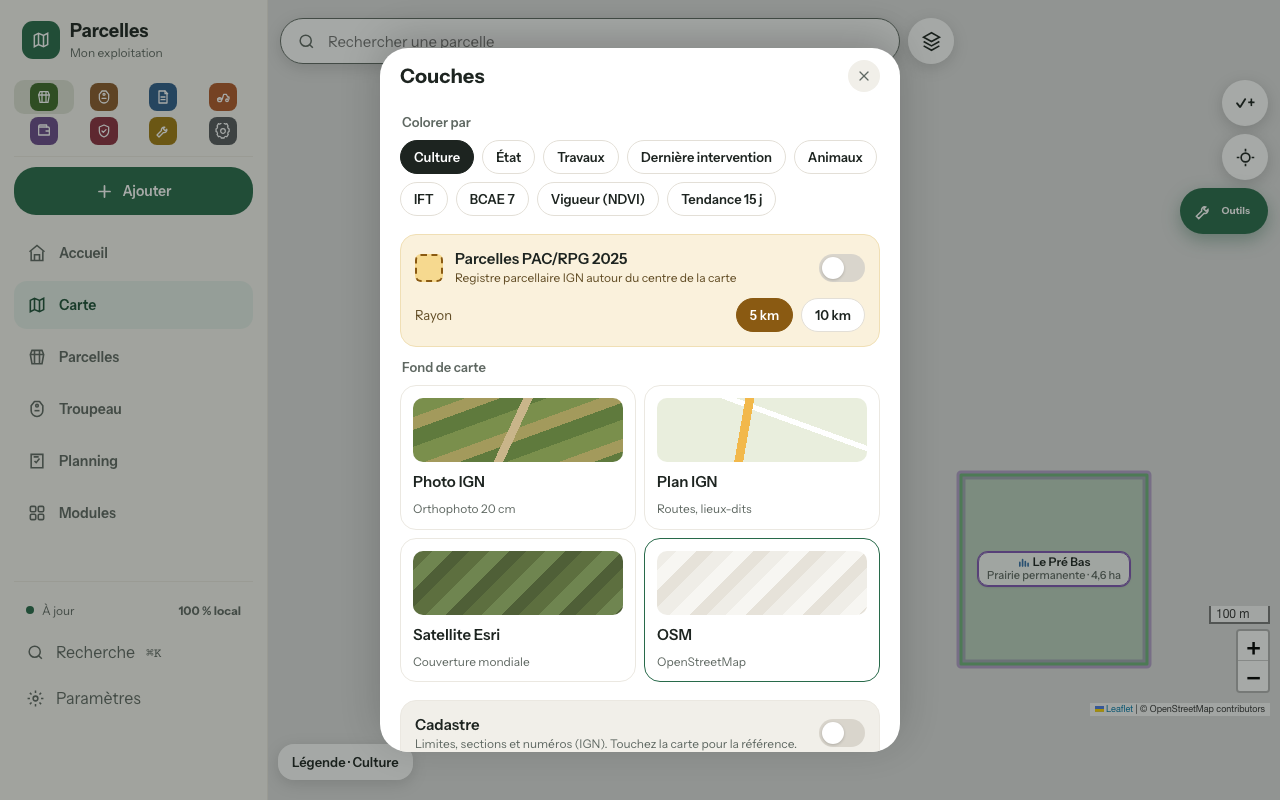 Parcelles
Mon exploitation
Ajouter
Accueil
Carte
Parcelles
Troupeau
Planning
Modules
À jour
100 % local
Recherche ⌘K
Paramètres
Rechercher une parcelle
Couches
Colorer par
Culture
État
Travaux
Dernière intervention
Animaux
IFT
BCAE 7
Vigueur (NDVI)
Tendance 15 j
Parcelles PAC/RPG 2025
Registre parcellaire IGN autour du centre de la carte
Rayon
5 km
10 km
Fond de carte
Photo IGN
Orthophoto 20 cm
Plan IGN
Routes, lieux-dits
Satellite Esri
Couverture mondiale
OSM
OpenStreetMap
Cadastre
Limites, sections et numéros (IGN). Touchez la carte pour la référence.
Légende · Culture
Outils
Le Pré Bas
Prairie permanente · 4,6 ha
100 m
+
−
Leaflet | © OpenStreetMap contributors